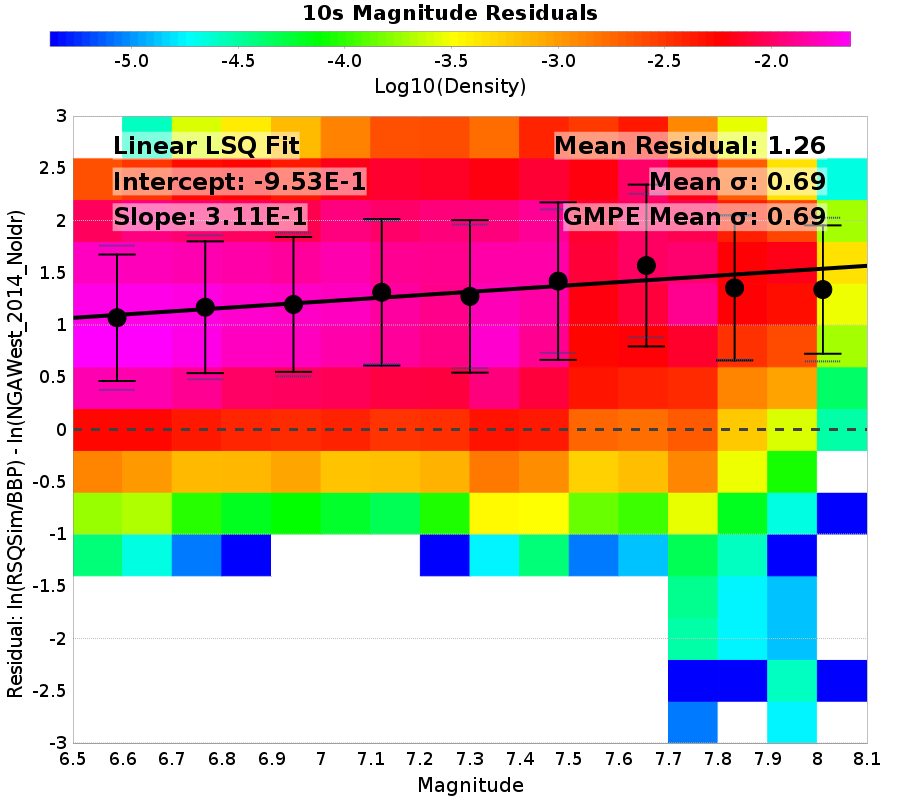 10s Magnitude Residuals
-5.0 -4.5 -4.0 -3.5 -3.0 -2.5 -2.0
Log10(Density)
Linear LSQ Fit
Intercept: -9.53E-1
Slope: 3.11E-1
Mean Residual: 1.26
Mean σ: 0.69
GMPE Mean σ: 0.69
Residual: ln(RSQSim/BBP) - ln(NGAWest_2014_NoIdr)
3
2.5
2
1.5
1
0.5
0
-0.5
-1
-1.5
-2
-2.5
-3
6.5 6.6 6.7 6.8 6.9 7 7.1 7.2 7.3 7.4 7.5 7.6 7.7 7.8 7.9 8 8.1
Magnitude